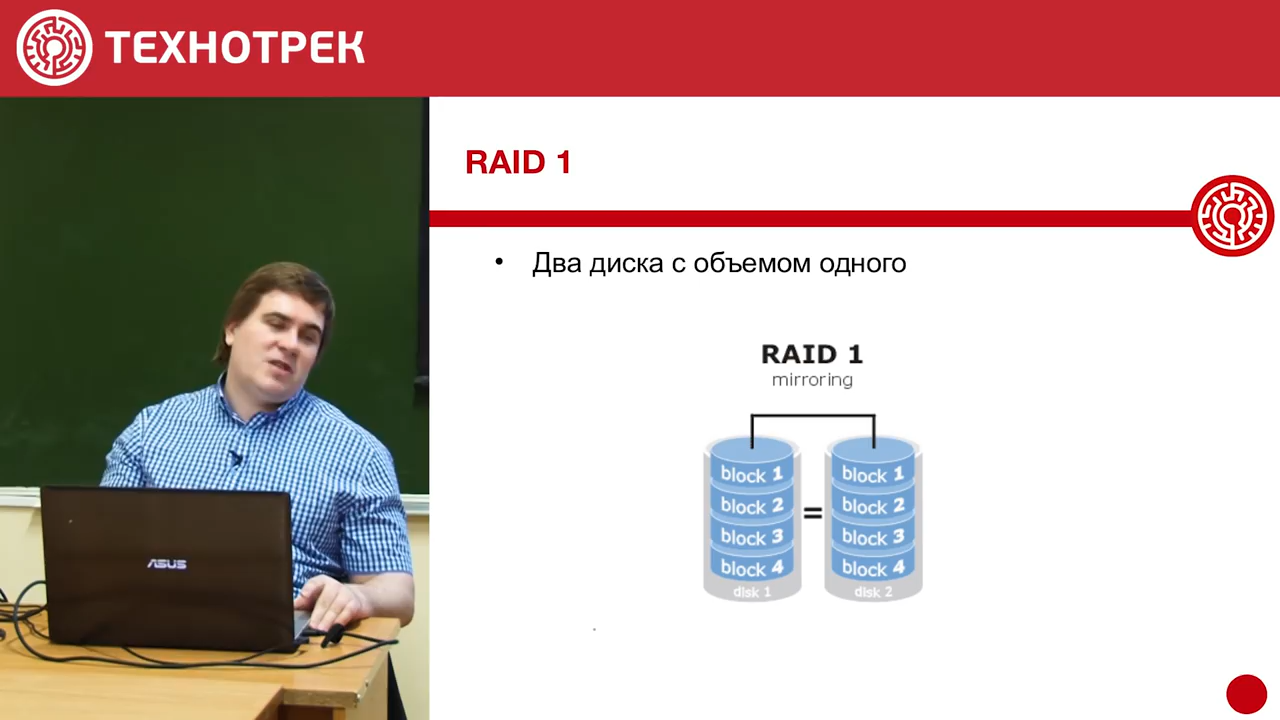 ТЕХНОТРЕК
RAID 1
• Два диска с объемом одного
RAID 1
mirroring
block 1 block 1
block 2 block 2
=
block 3 block 3
block 4 block 4
disk 1 disk 2
ASUS